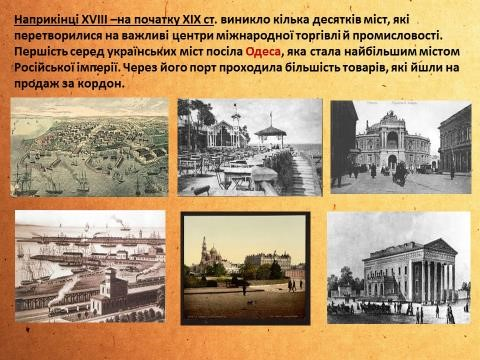 Наприкінці XVIII –на початку XIX ст. виникло кілька десятків міст, які
перетворилися на важливі центри міжнародної торгівлі й промисловості.
Першість серед українських міст посіла Одеса, яка стала найбільшим містом
Російської імперії. Через його порт проходила більшість товарів, які йшли на
продаж за кордон.